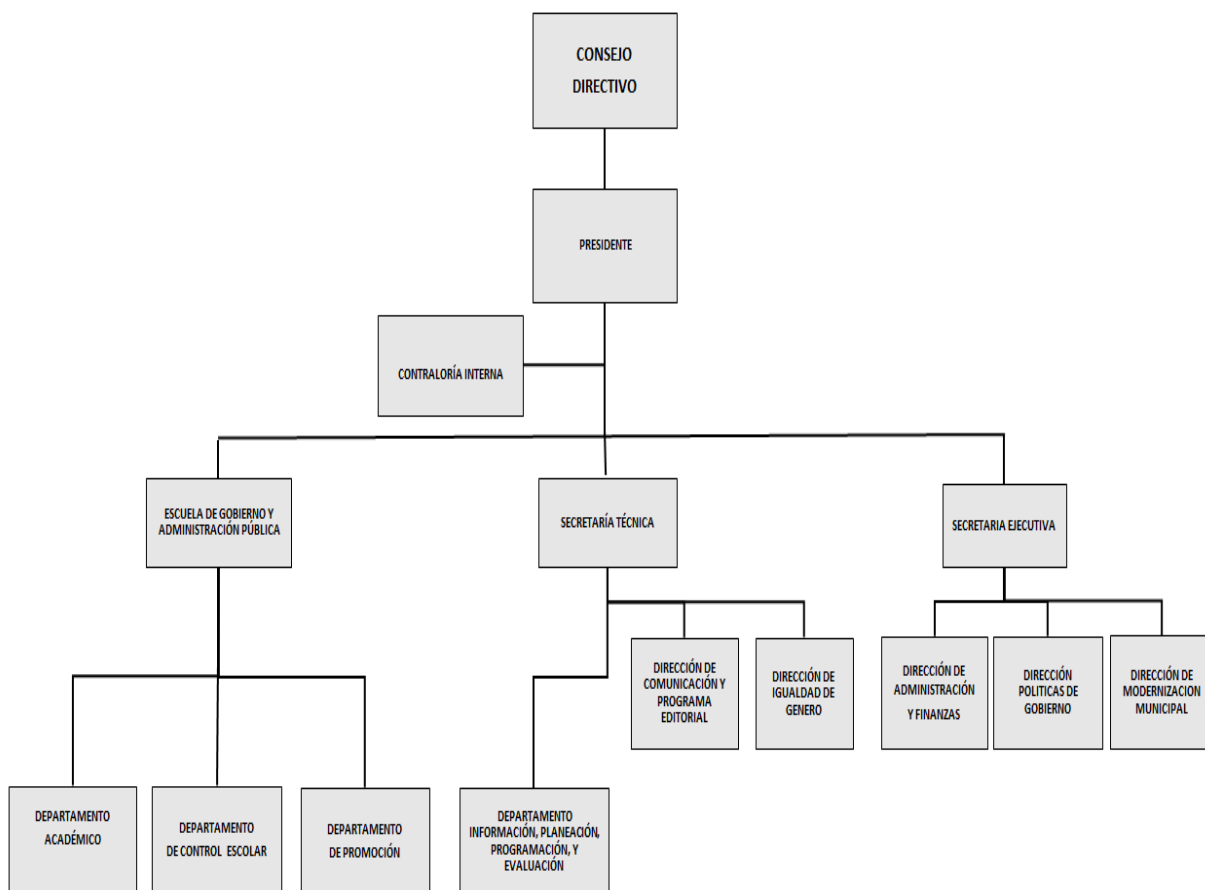 CONSEJO
DIRECTIVO
PRESIDENTE
CONTRALORÍA INTERNA
ESCUELA DE GOBIERNO Y
ADMINISTRACIÓN PÚBLICA
SECRETARÍA TÉCNICA
SECRETARIA EJECUTIVA
DIRECCIÓN DE
COMUNICACIÓN Y
PROGRAMA
EDITORIAL
DIRECCIÓN DE
IGUALDAD DE
GENERO
DIRECCIÓN DE
ADMINISTRACIÓN
Y FINANZAS
DIRECCIÓN
POLITICAS DE
GOBIERNO
DIRECCIÓN DE
MODERNIZACION
MUNICIPAL
DEPARTAMENTO
ACADÉMICO
DEPARTAMENTO
DE CONTROL ESCOLAR
DEPARTAMENTO
DE PROMOCIÓN
DEPARTAMENTO
INFORMACIÓN, PLANEACIÓN,
PROGRAMACIÓN, Y
EVALUACIÓN